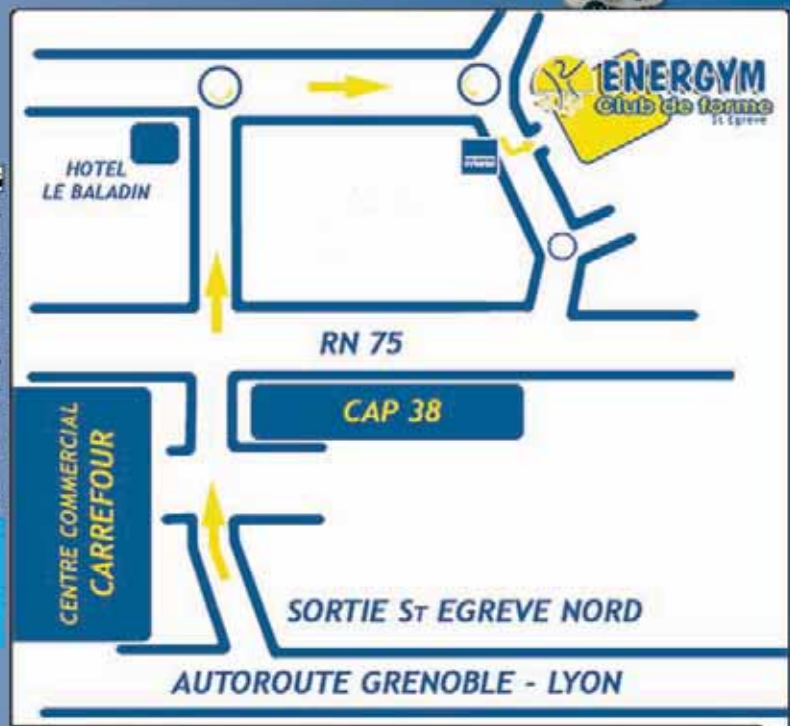 ENERGYM
Club de forme
St Egreve
HOTEL
LE BALADIN
RN 75
CAP 38
CENTRE COMMERCIAL
CARREFOUR
SORTIE ST EGREVE NORD
AUTOROUTE GRENOBLE - LYON